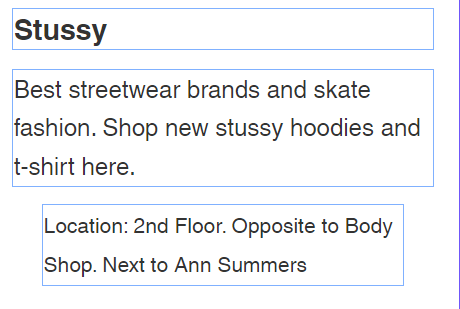 Stussy
Best streetwear brands and skate
fashion. Shop new stussy hoodies and
t-shirt here.
Location: 2nd Floor. Opposite to Body
Shop. Next to Ann Summers